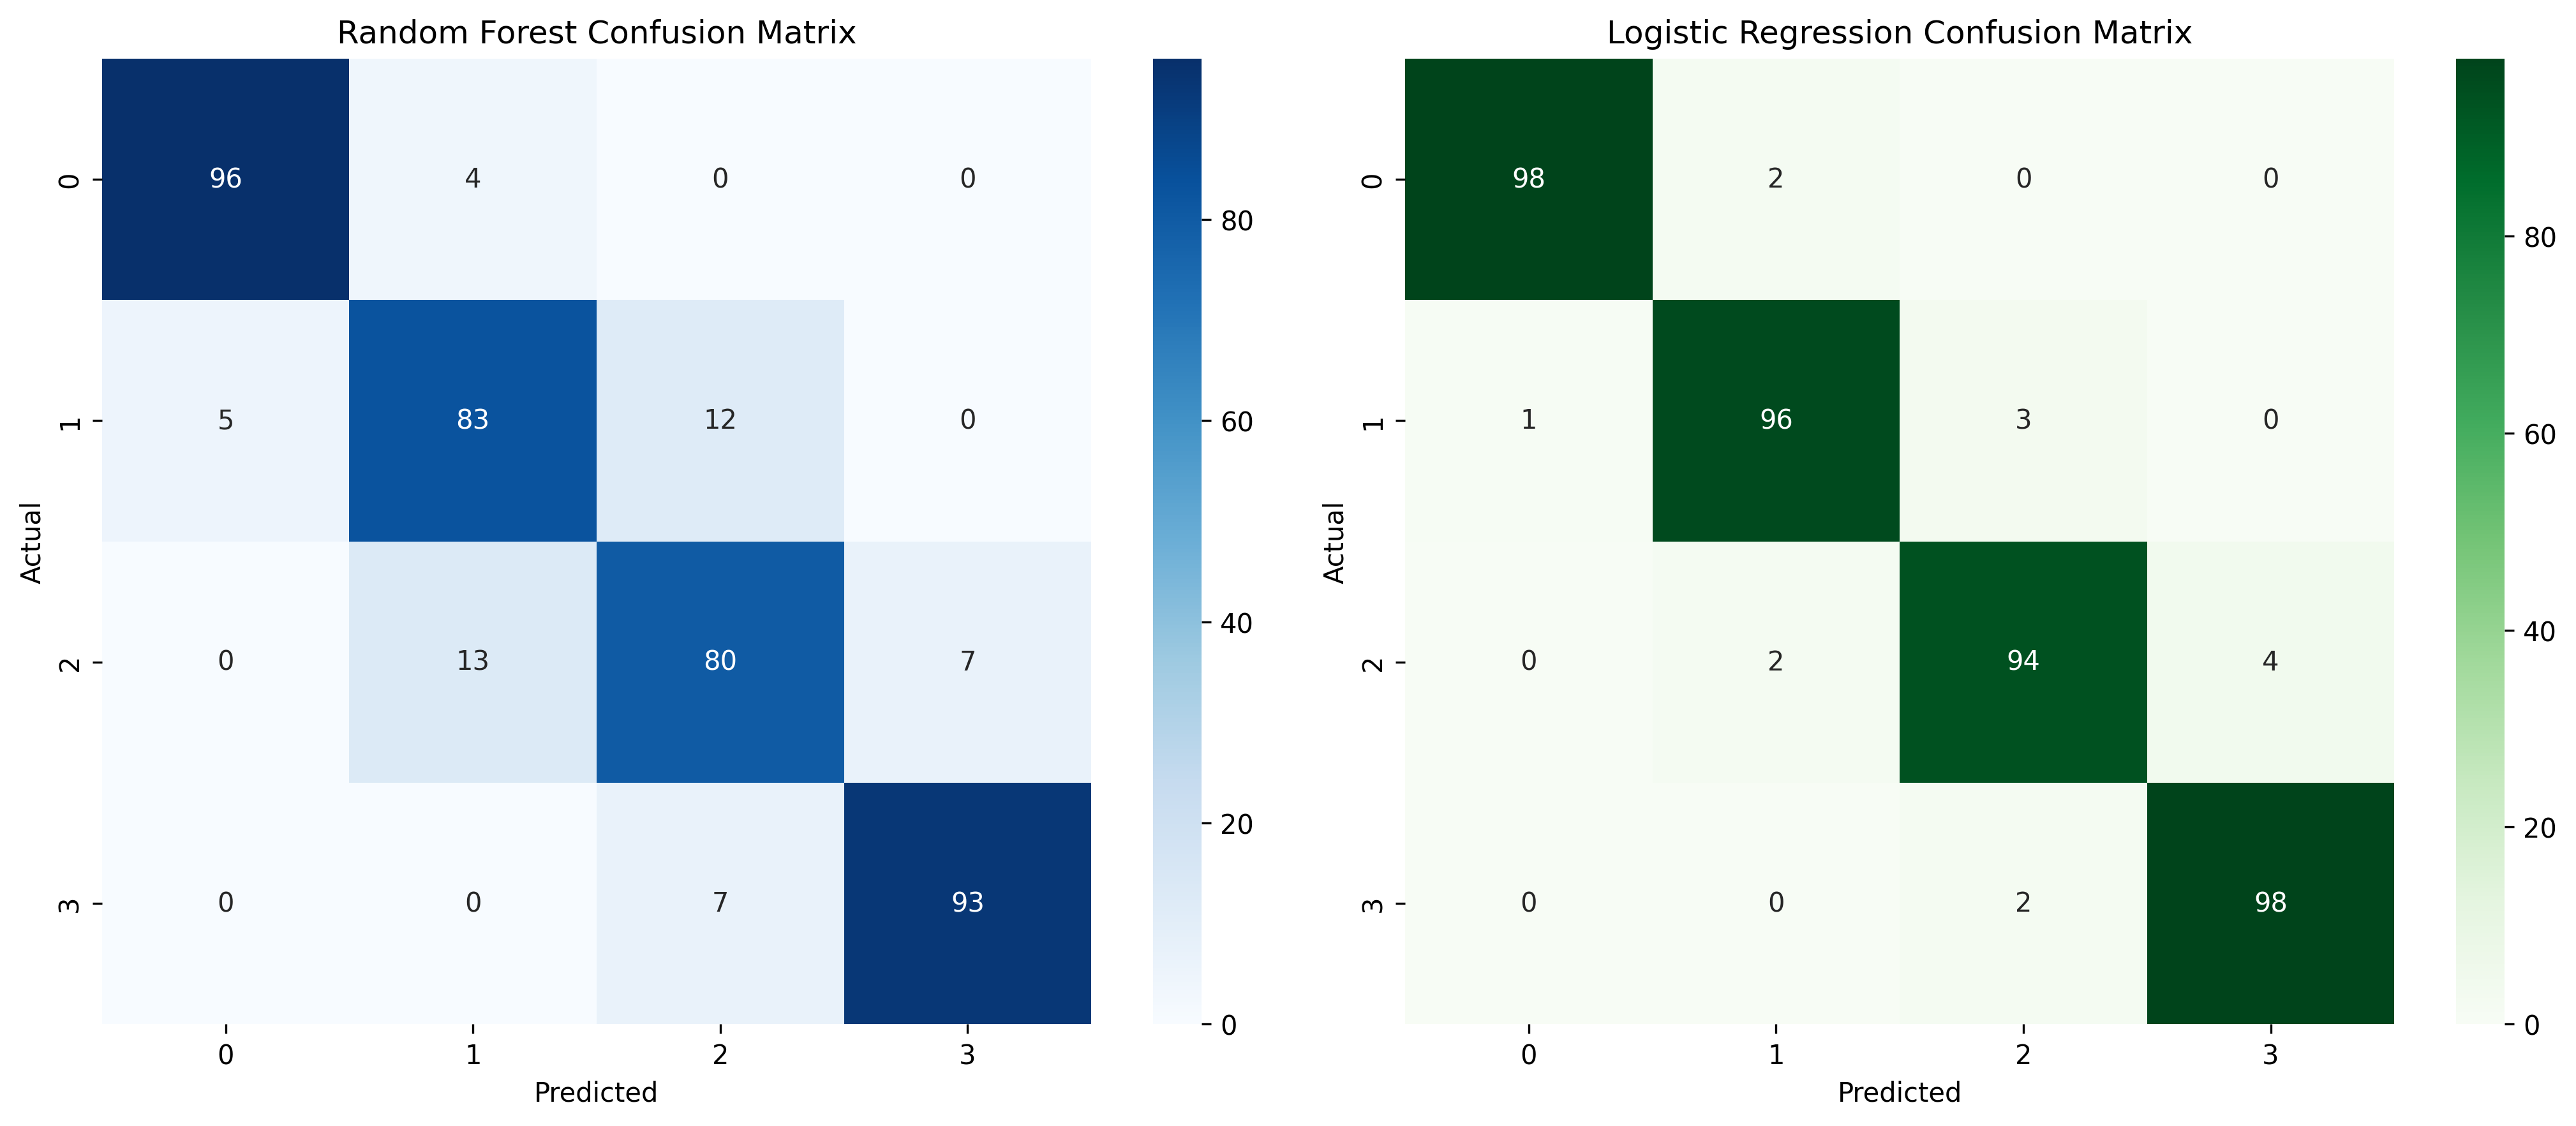 Random Forest Confusion Matrix
96 4 0 0
5 83 12 0
0 13 80 7
0 0 7 93
0
1
2
3
Actual
0 1 2 3
Predicted
80
60
40
20
0
Logistic Regression Confusion Matrix
98 2 0 0
1 96 3 0
0 2 94 4
0 0 2 98
0
1
2
3
Actual
0 1 2 3
Predicted
80
60
40
20
0